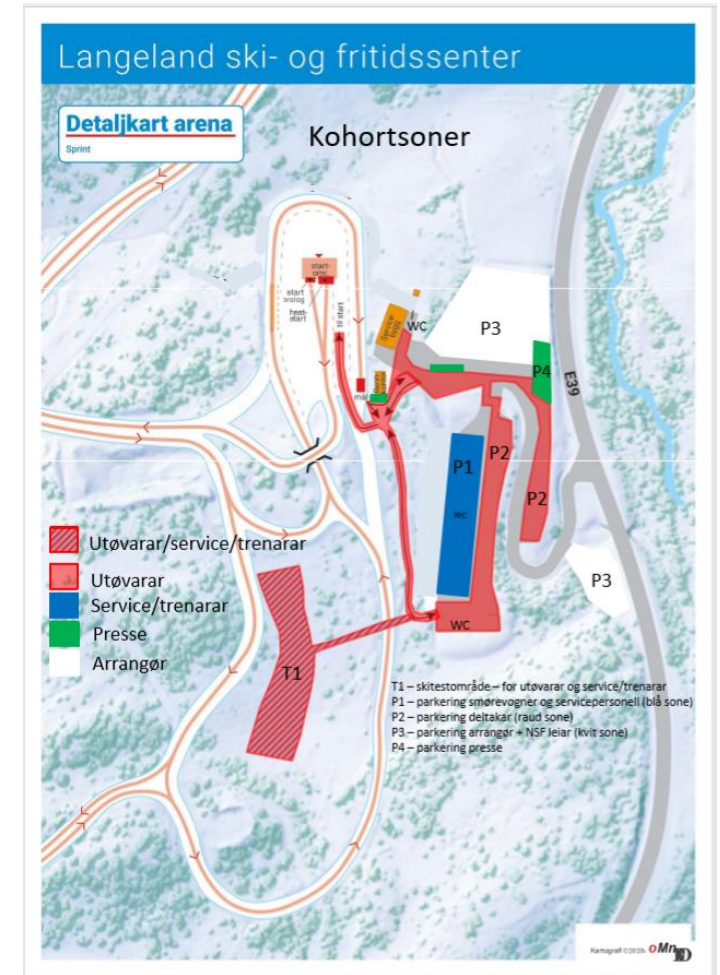 Langeland ski- og fritidssenter
Detaljkart arena
Sprint
Kohortsoner
start-
start
prolog
heat-
start
til start
WC
mål
P3
P4
E39
P1
WC
P2
P2
P3
WC
T1
Utøvarar/service/trenarar
Utøvarar
Service/trenarar
Presse
Arrangør
T1 – skitestområde – for utøvarar og service/trenarar
P1 – parkering smørevogner og servicepersonell (blå sone)
P2 – parkering deltakar (raud sone)
P3 – parkering arrangør + NSF leiar (kvit sone)
P4 – parkering presse